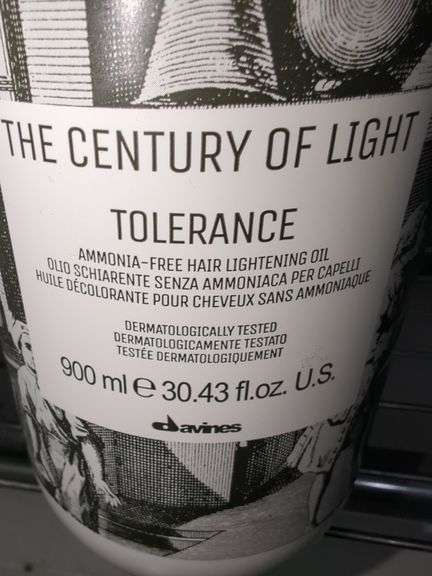 THE CENTURY OF LIGHT
TOLERANCE
AMMONIA-FREE HAIR LIGHTENING OIL
OLIO SCHIARENTE SENZA AMMONIACA PER CAPELLI
HUILE DÉCOLORANTE POUR CHEVEUX SANS AMMONIAQUE
DERMATOLOGICALLY TESTED
DERMATOLOGICAMENTE TESTATO
TESTÉE DERMATOLOGIQUEMENT
900 ml e 30.43 fl.oz. U.S.
davines